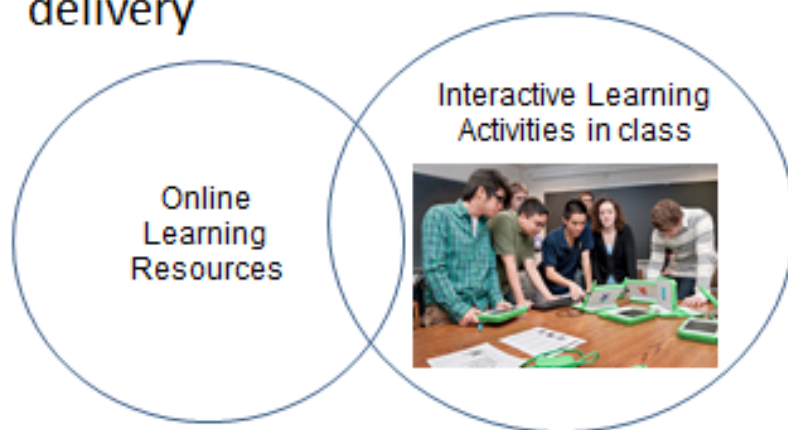 delivery
Interactive Learning
Activities in class
Online
Learning
Resources